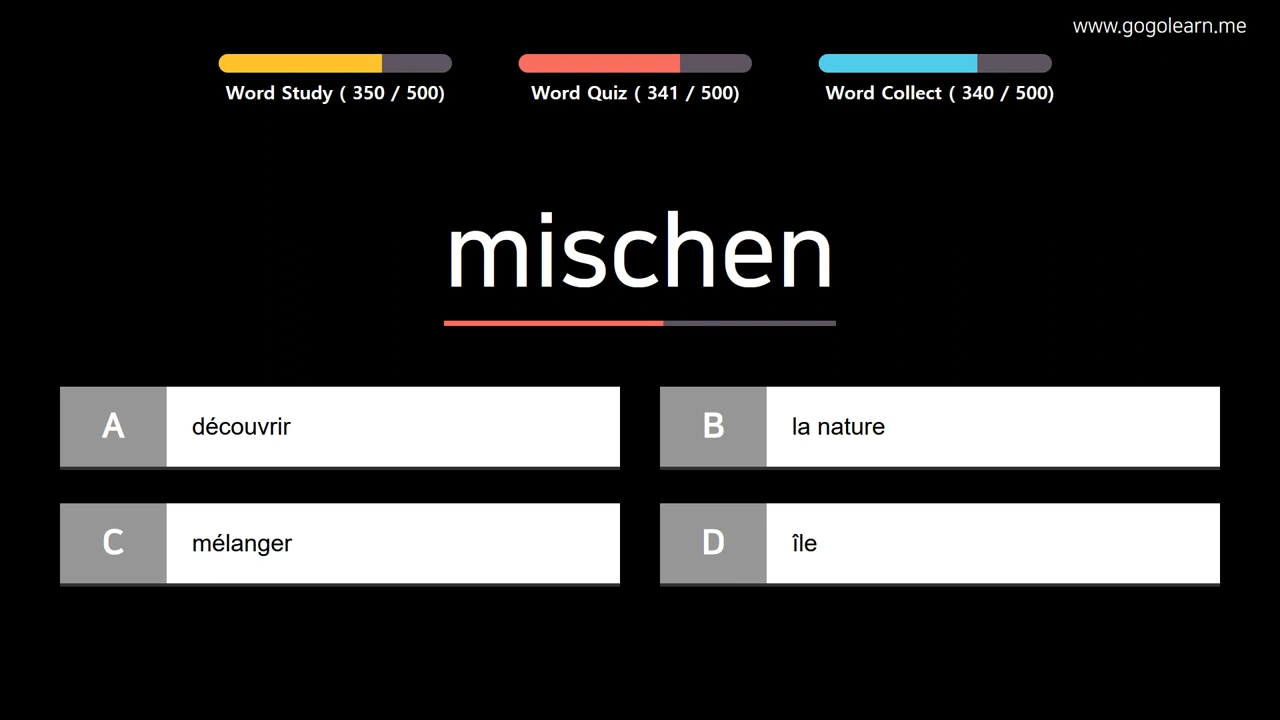 www.gogolearn.me
Word Study ( 350 / 500)
Word Quiz ( 341 / 500)
Word Collect ( 340 / 500)
mischen
A découvrir
B la nature
C mélanger
D île